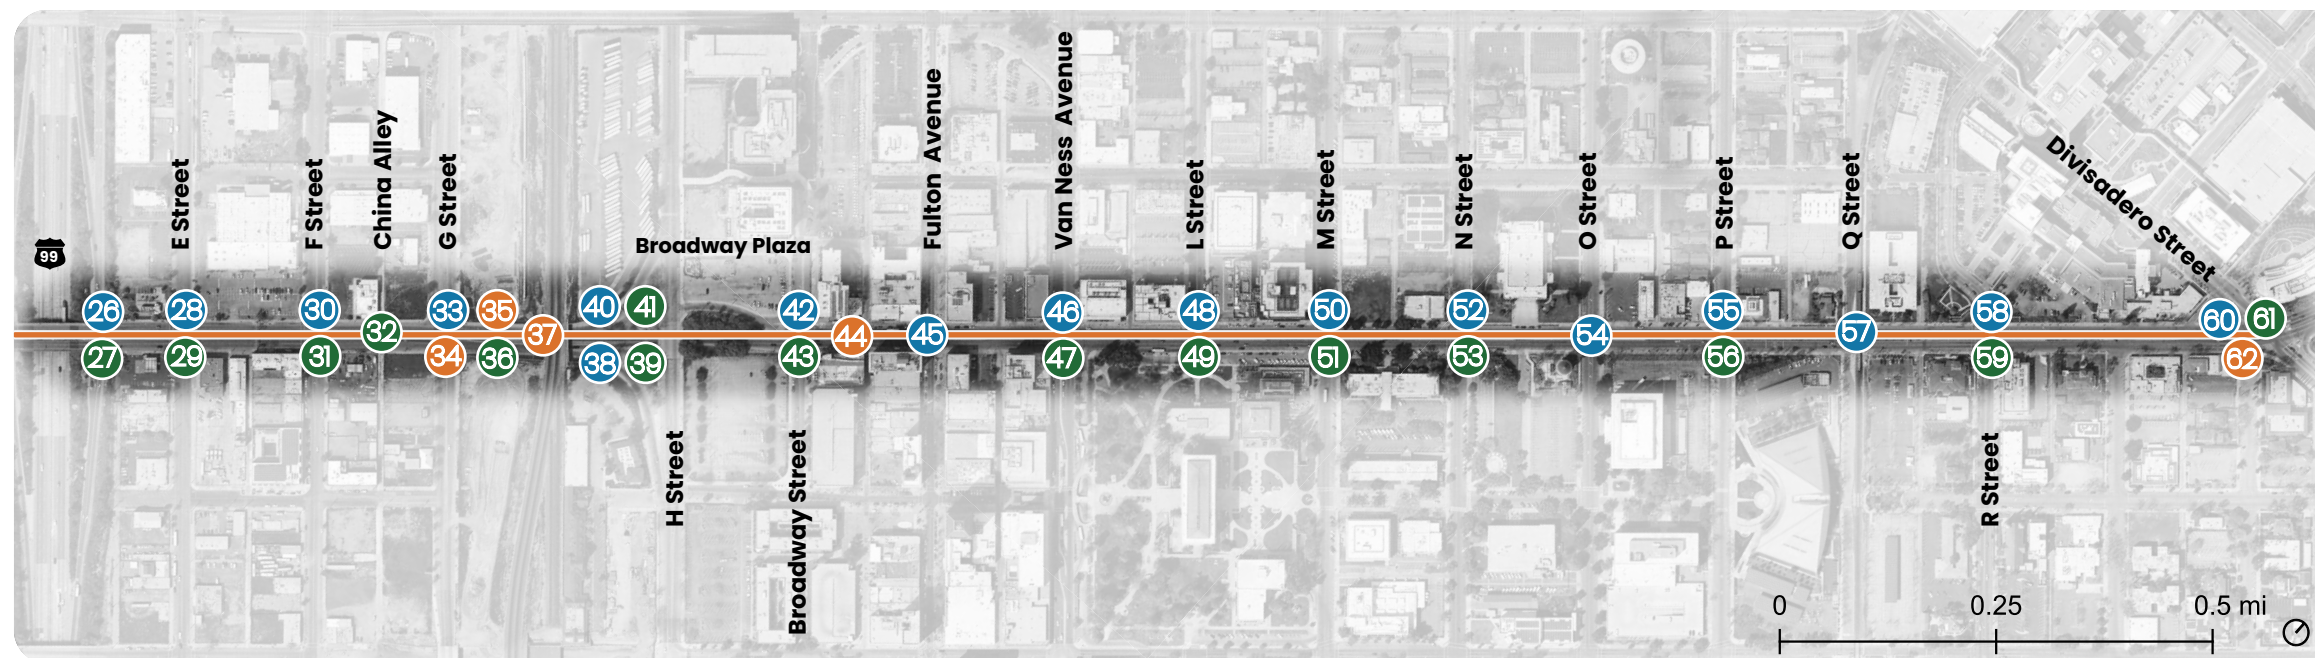 E Street
F Street
China Alley
G Street
Broadway Plaza
Fulton Avenue
Van Ness Avenue
L Street
M Street
N Street
O Street
P Street
Q Street
Divisadero Street
99
26
28
30
32
33
35
37
40
41
42
44
45
46
48
50
52
54
55
57
58
60
61
27
29
31
34
36
38
39
43
47
49
51
53
56
59
62
H Street
Broadway Street
R Street
0
0.25
0.5 mi